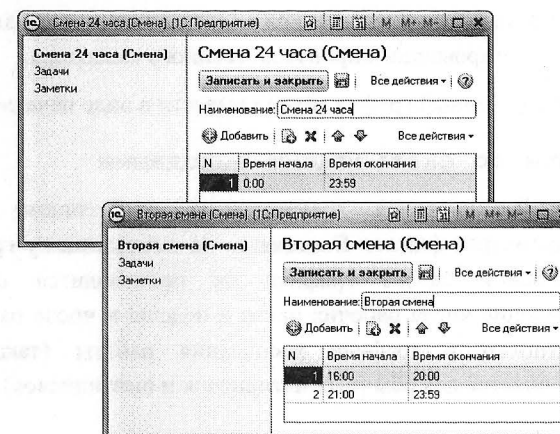 Смена 24 часа (Смена) (1С:Предприятие) M M+ M-
Смена 24 часа (Смена)
Задачи
Заметки
Смена 24 часа (Смена)
Записать и закрыть Все действия
Наименование: Смена 24 часа
Добавить Все действия
N Время начала Время окончания
1 0:00 23:59
Вторая смена (Смена) (1С:Предприятие) M M+ M-
Вторая смена (Смена)
Задачи
Заметки
Вторая смена (Смена)
Записать и закрыть Все действия
Наименование: Вторая смена
Добавить Все действия
N Время начала Время окончания
1 16:00 20:00
2 21:00 23:59